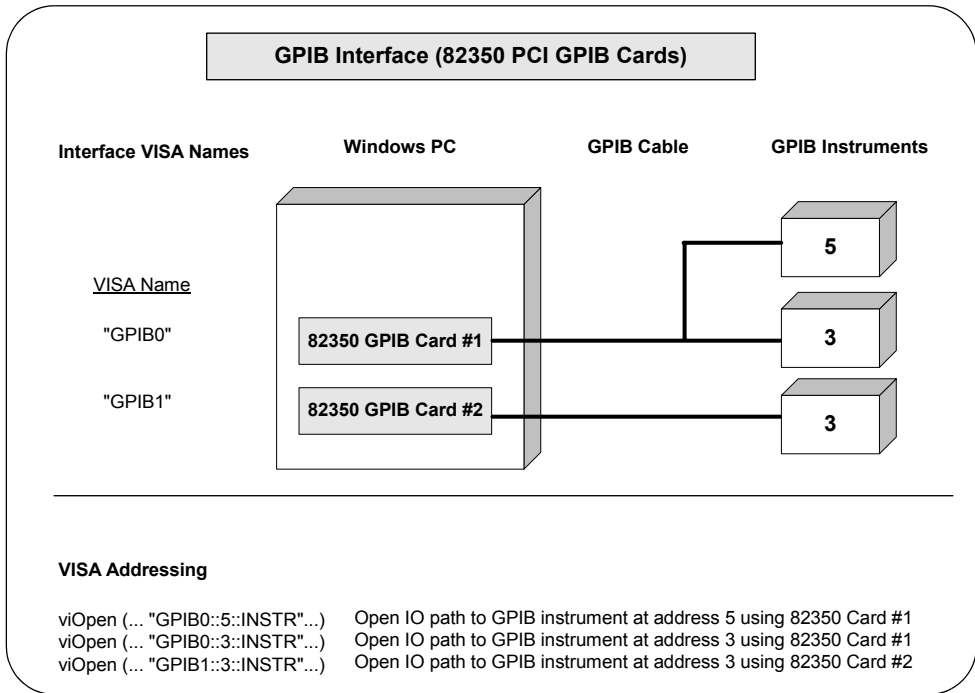 GPIB Interface (82350 PCI GPIB Cards)
Interface VISA Names
Windows PC
GPIB Cable
GPIB Instruments
5
VISA Name
"GPIB0"
82350 GPIB Card #1
3
"GPIB1"
82350 GPIB Card #2
3
VISA Addressing
viOpen (... "GPIB0::5::INSTR"...) Open IO path to GPIB instrument at address 5 using 82350 Card #1
viOpen (... "GPIB0::3::INSTR"...) Open IO path to GPIB instrument at address 3 using 82350 Card #1
viOpen (... "GPIB1::3::INSTR"...) Open IO path to GPIB instrument at address 3 using 82350 Card #2